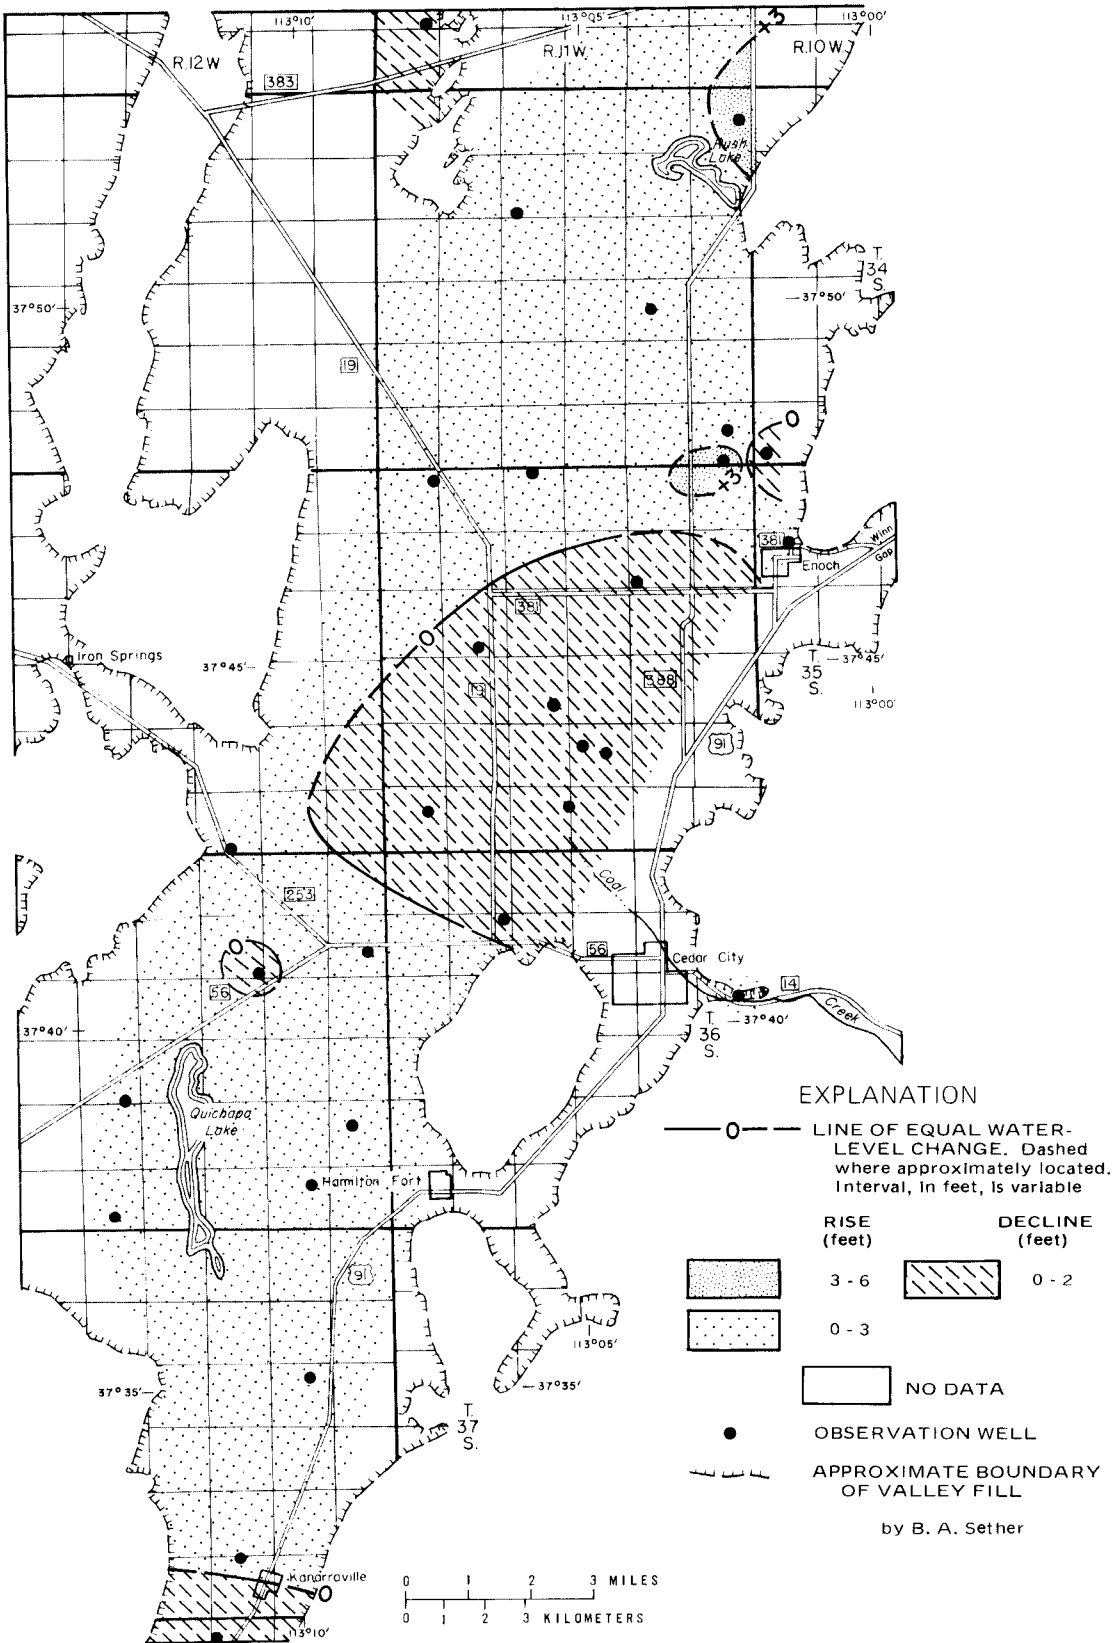 113°10'
113°05'
113°00'
+3
R.12W.
R.11W.
R.10W.
383
Rush
Lake
T.
34
S.
37°50'
37°50'
19
0
+3
381
Winn
Gap
Enoch
381
0
Iron Springs
37°45'
T.
35
S.
37°45'
388
19
113°00'
91
Coal
253
0
56
Cedar City
56
14
37°40'
T.
36
S.
37°40'
Creek
Quichapa
Lake
Hamilton Fort
91
113°05'
37°35'
37°35'
T.
37
S.
Kanarraville
0
113°10'
EXPLANATION
0 LINE OF EQUAL WATER-
LEVEL CHANGE. Dashed
where approximately located.
Interval, in feet, is variable
RISE
(feet)
DECLINE
(feet)
3 - 6
0 - 2
0 - 3
NO DATA
OBSERVATION WELL
APPROXIMATE BOUNDARY
OF VALLEY FILL
by B. A. Sether
0 1 2 3 MILES
0 1 2 3 KILOMETERS